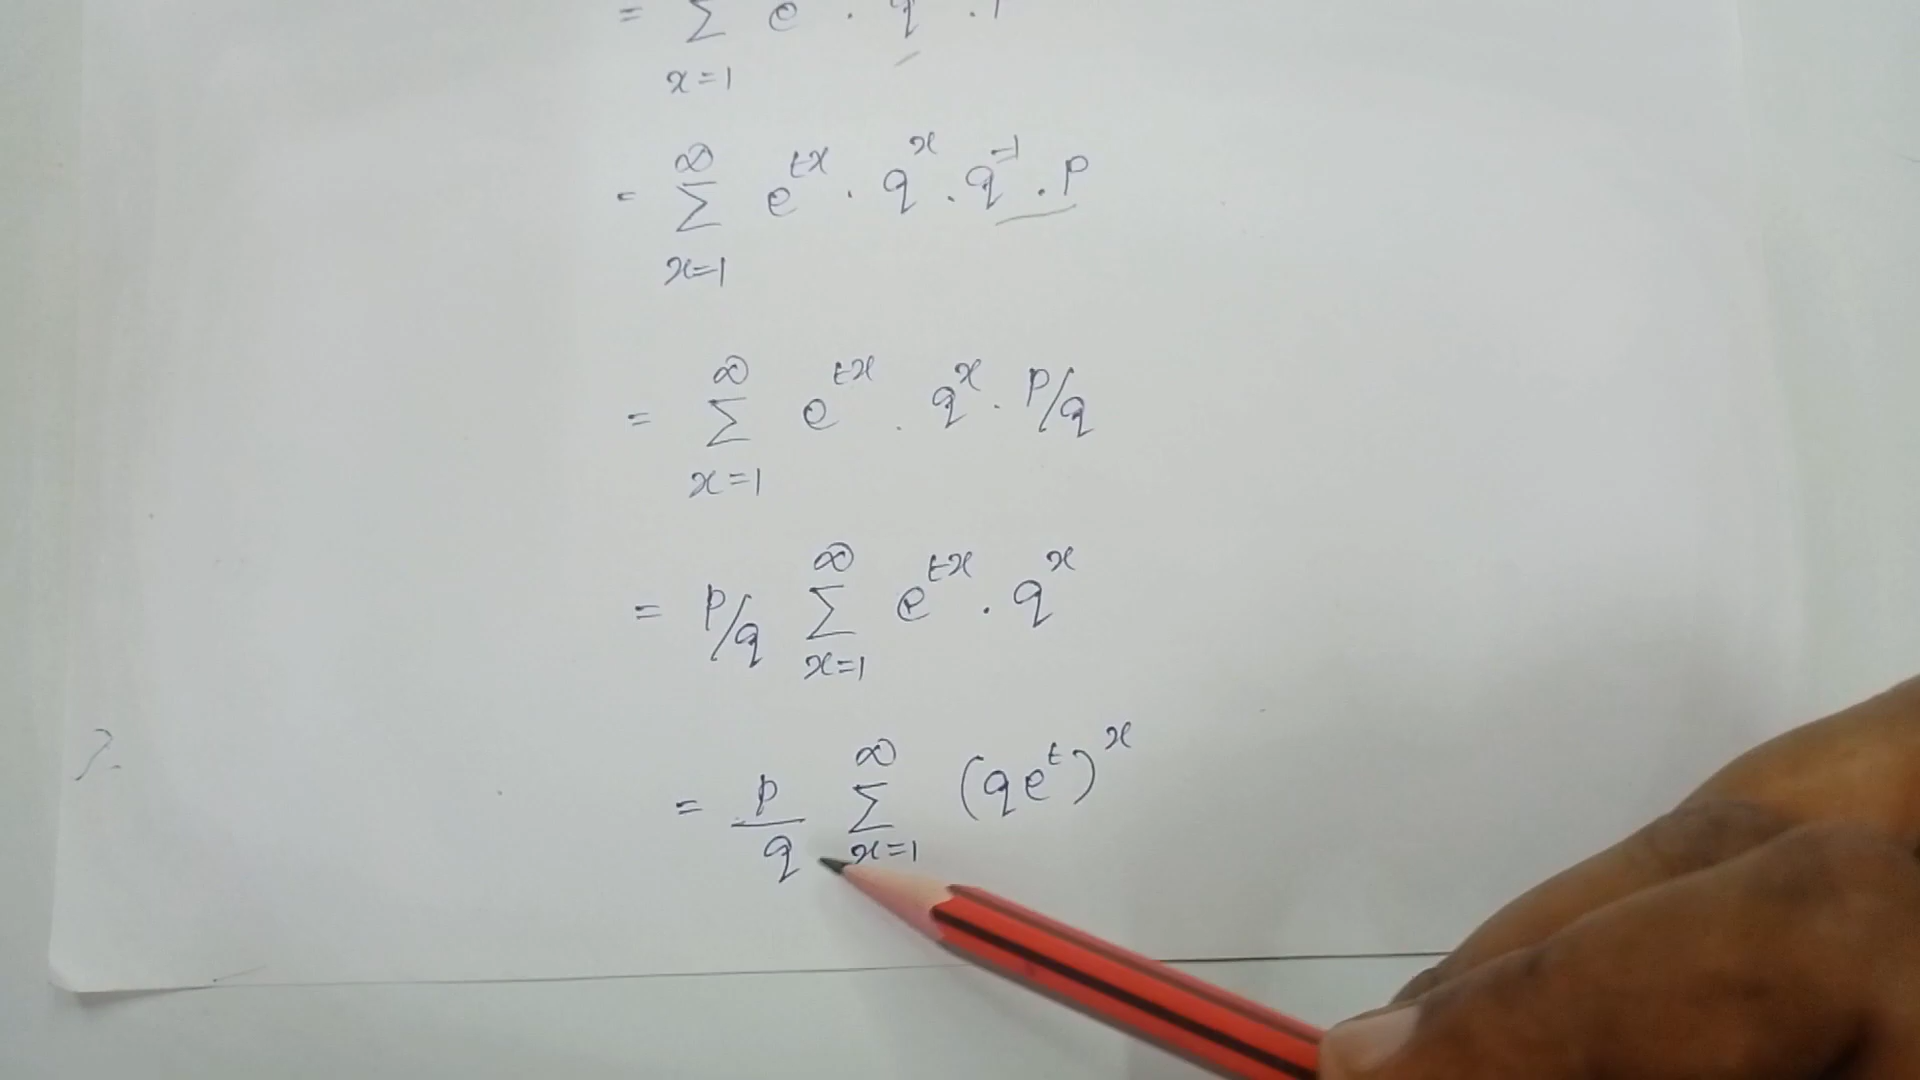 = Σ e . q . p
x=1
∞
= Σ e^{tx} . q^x . q^{-1} . p
x=1
∞
= Σ e^{tx} . q^x . p/q
x=1
∞
= p/q Σ e^{tx} . q^x
x=1
∞
= p/q Σ (qe^t)^x
x=1